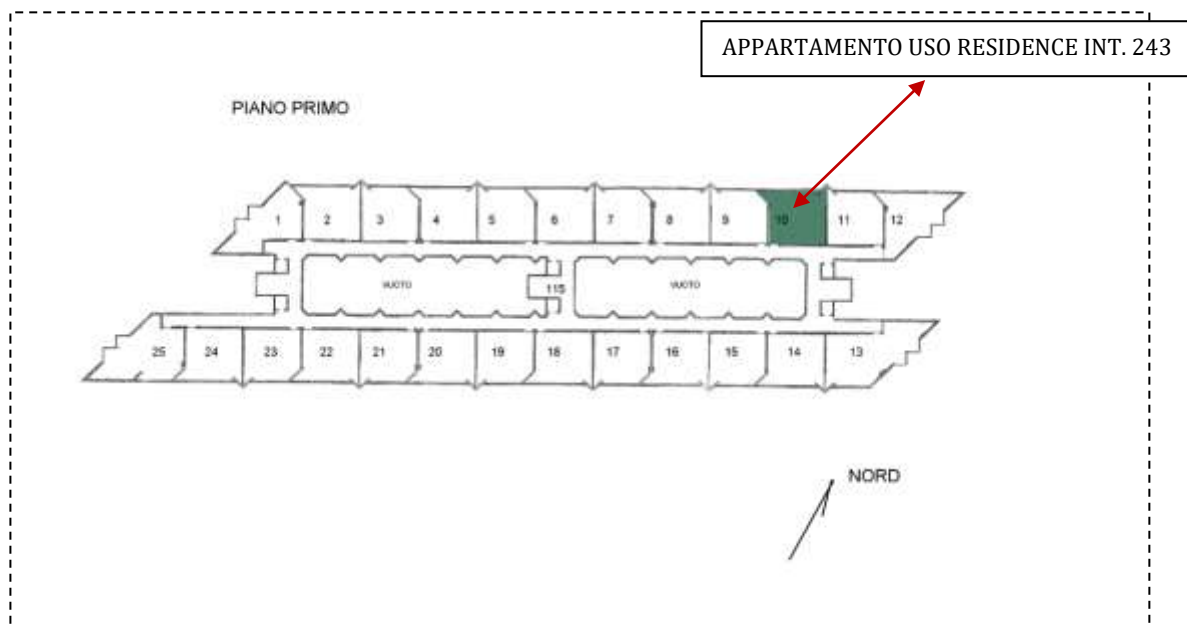 APPARTAMENTO USO RESIDENCE INT. 243
PIANO PRIMO
1 2 3 4 5 6 7 8 9 10 11 12
VUOTO 115 VUOTO
25 24 23 22 21 20 19 18 17 16 15 14 13
NORD